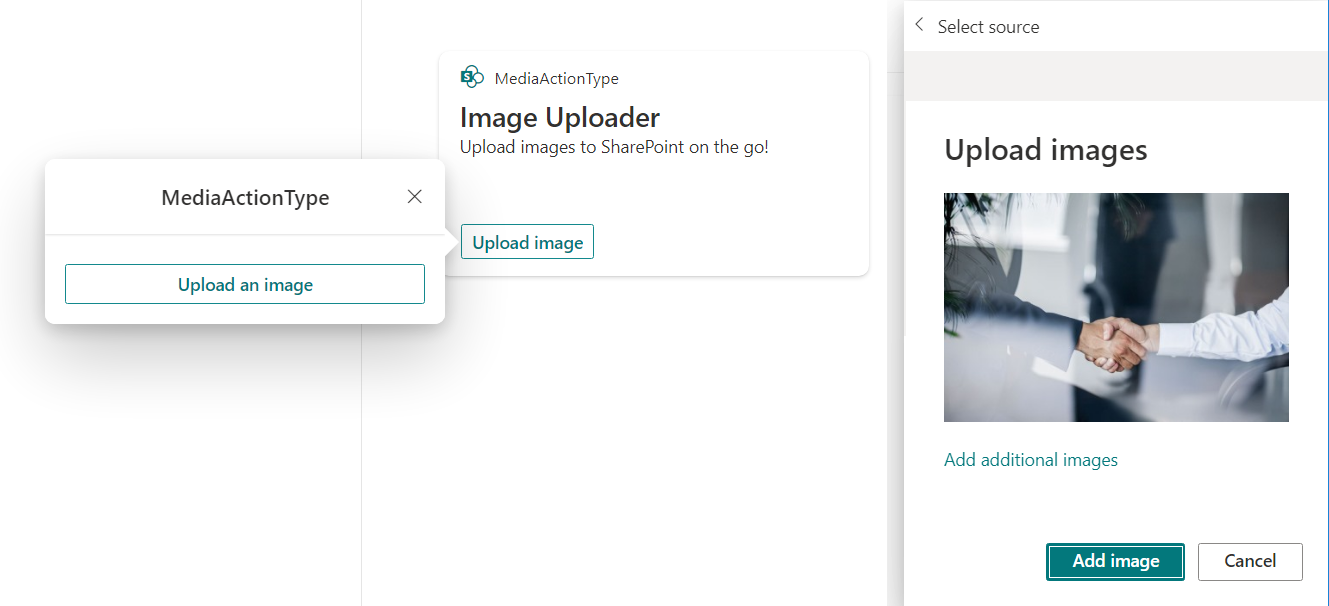 MediaActionType
Upload an image
MediaActionType
Image Uploader
Upload images to SharePoint on the go!
Upload image
Select source
Upload images
Add additional images
Add image
Cancel